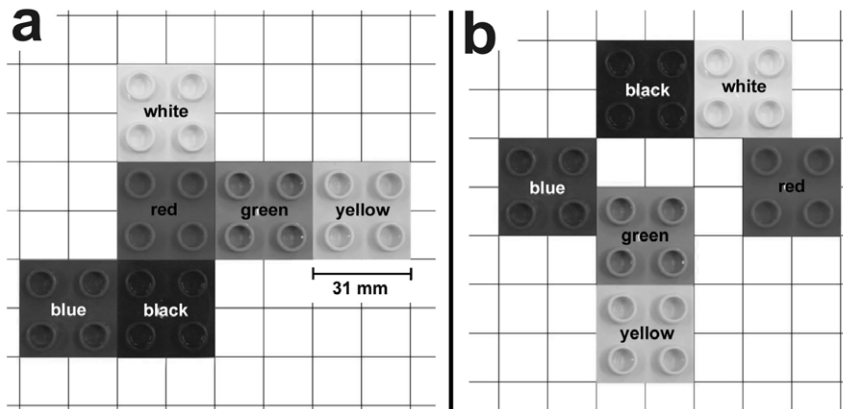 a
white
red green yellow
31 mm
blue black
b
black white
blue red
green
yellow